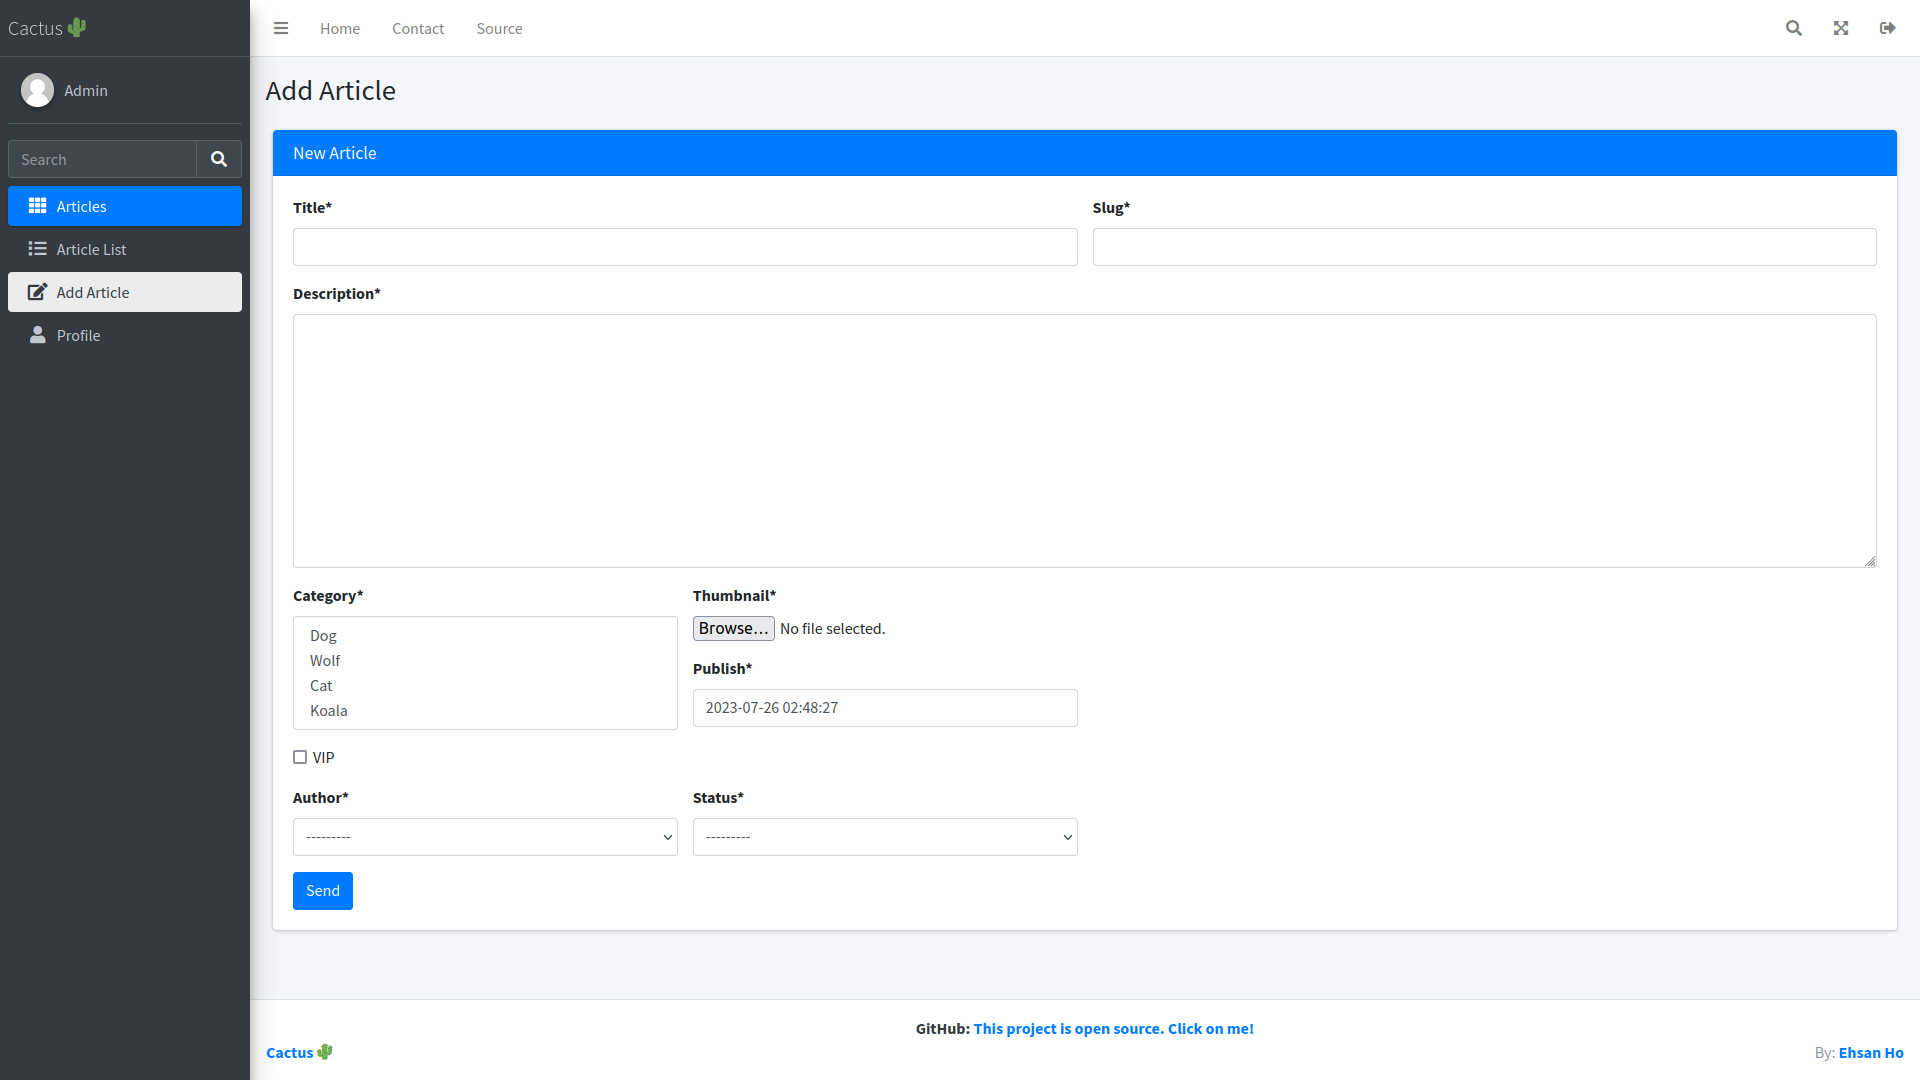 Cactus
Home Contact Source
Admin
Add Article
Search
New Article
Articles
Article List
Add Article
Profile
Title*
Slug*
Description*
Category*
Dog
Wolf
Cat
Koala
Thumbnail*
Browse... No file selected.
Publish*
2023-07-26 02:48:27
VIP
Author*
---------
Status*
---------
Send
GitHub: This project is open source. Click on me!
Cactus
By: Ehsan Ho